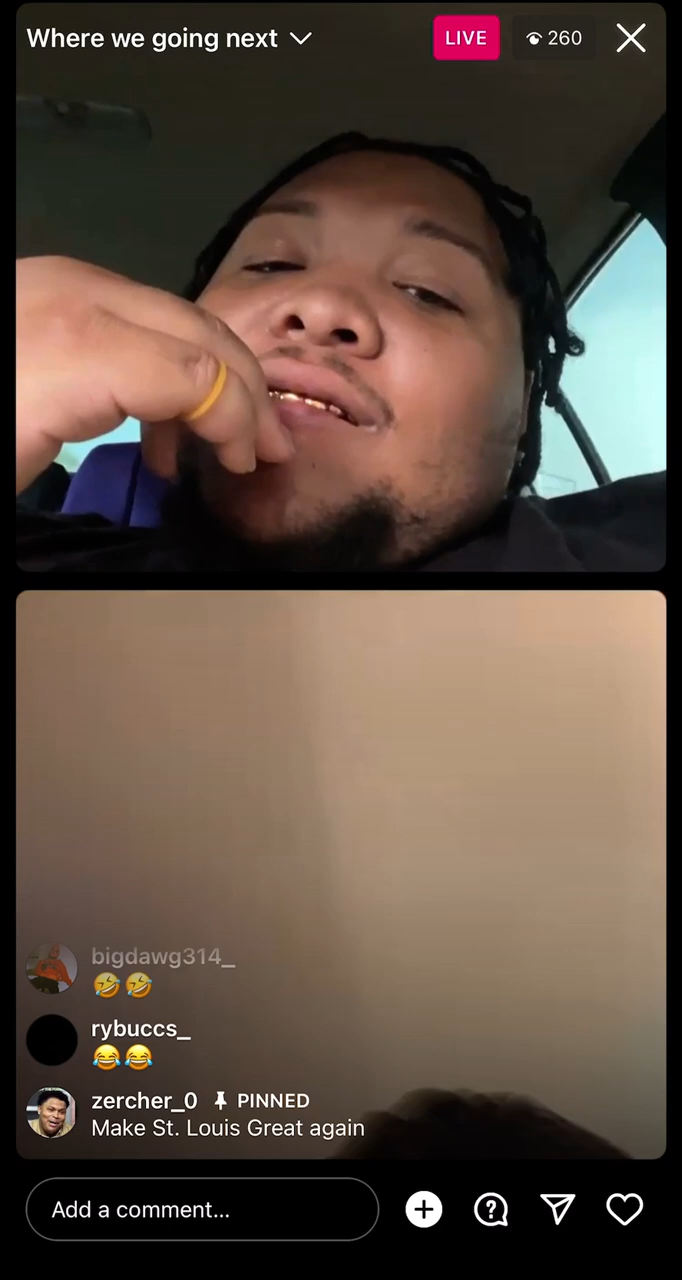 Where we going next
LIVE
260
bigdawg314_
🤣🤣
rybuccs_
😂😂
zercher_0 PINNED
Make St. Louis Great again
Add a comment...